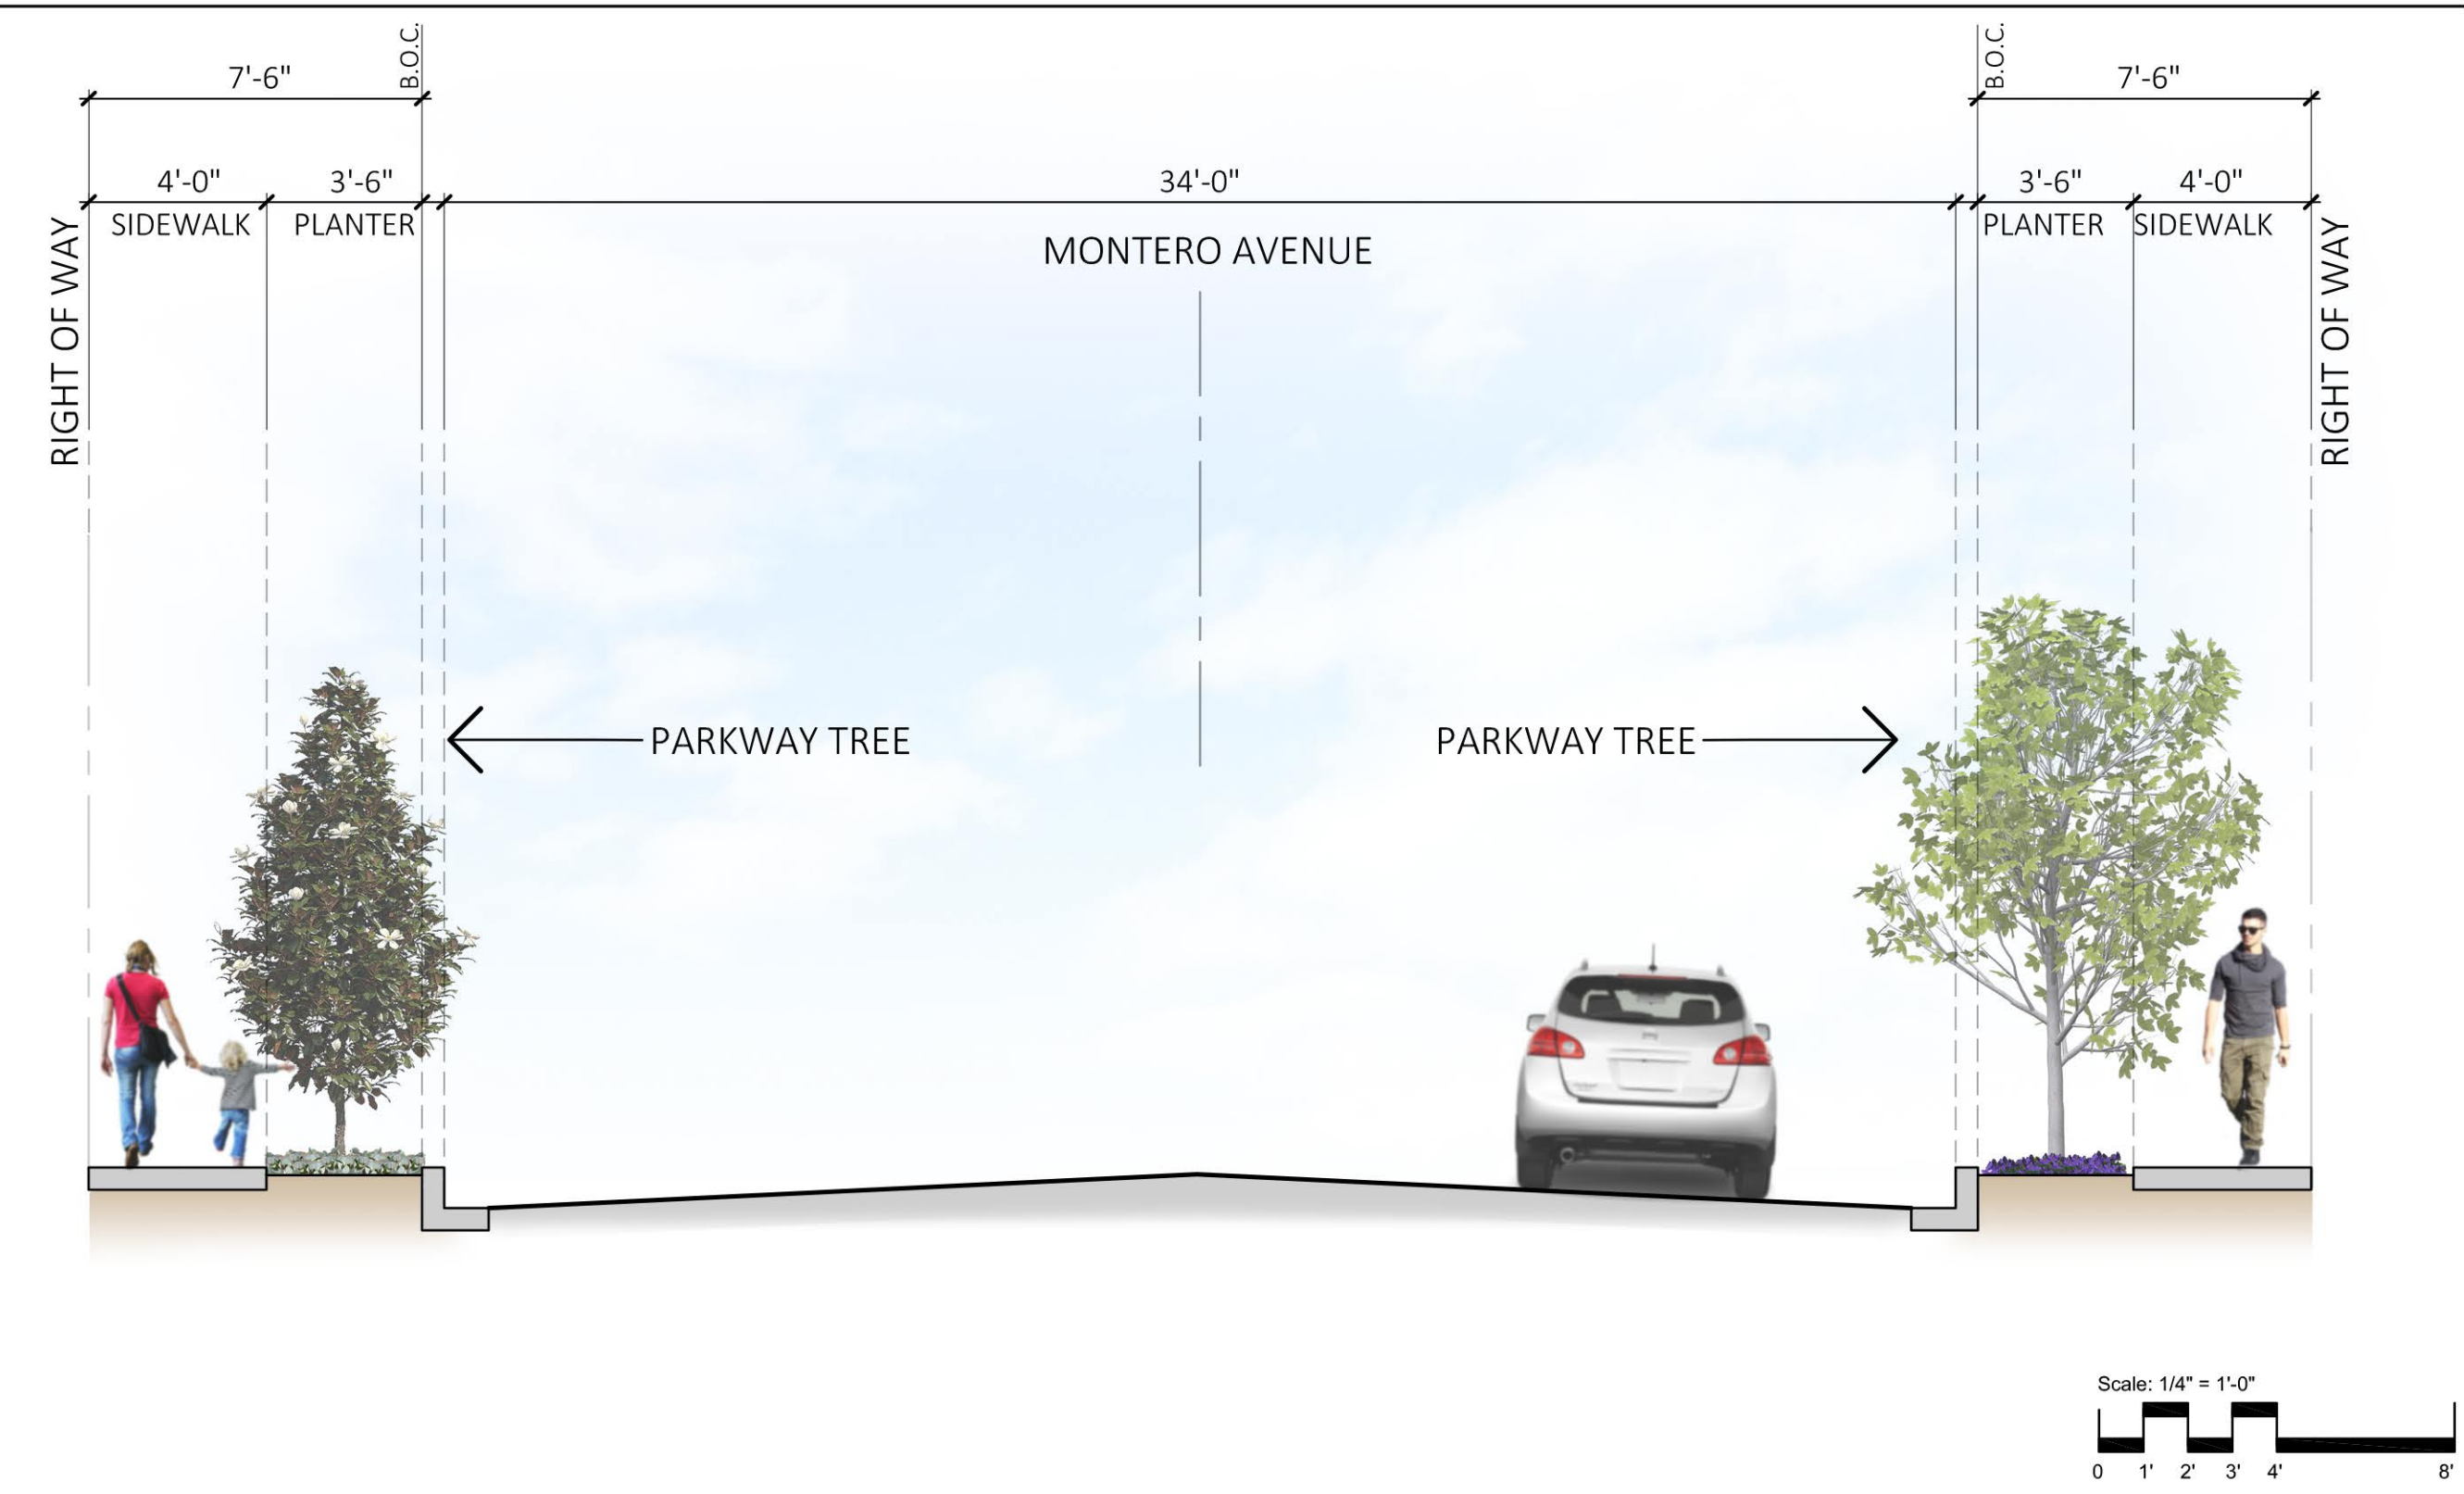 B.O.C.
B.O.C.
7'-6"
7'-6"
4'-0"
3'-6"
34'-0"
3'-6"
4'-0"
SIDEWALK
PLANTER
PLANTER
SIDEWALK
MONTERO AVENUE
RIGHT OF WAY
RIGHT OF WAY
PARKWAY TREE
PARKWAY TREE
Scale: 1/4" = 1'-0"
0 1' 2' 3' 4' 8'